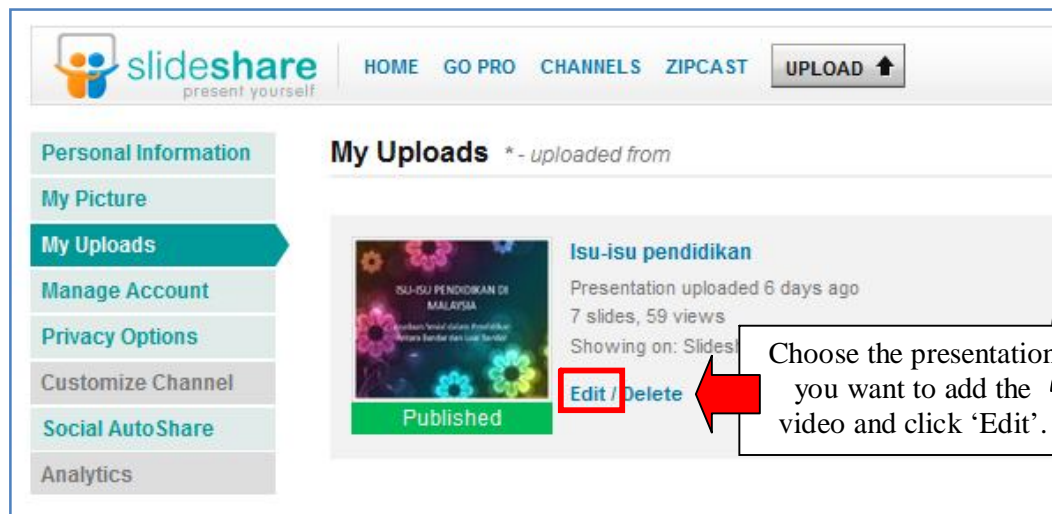 slideshare
present yourself
HOME GO PRO CHANNELS ZIPCAST UPLOAD
Personal Information
My Picture
My Uploads
Manage Account
Privacy Options
Customize Channel
Social AutoShare
Analytics
My Uploads * - uploaded from
ISU-ISU PENDIDIKAN DI
MALAYSIA
Published
Isu-isu pendidikan
Presentation uploaded 6 days ago
7 slides, 59 views
Showing on: Slidesh
Edit / Delete
Choose the presentation
you want to add the
video and click ‘Edit’.